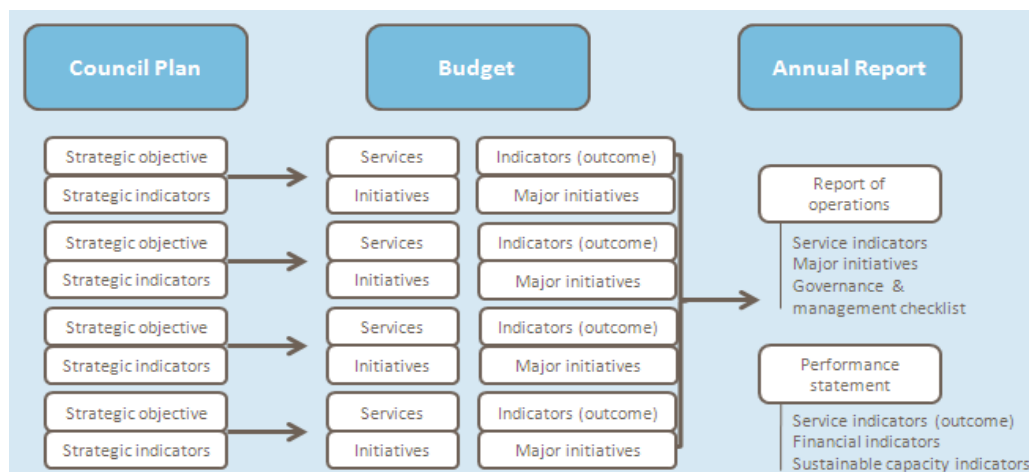 Council Plan
Budget
Annual Report
Strategic objective
Strategic indicators
Services
Initiatives
Indicators (outcome)
Major initiatives
Strategic objective
Strategic indicators
Services
Initiatives
Indicators (outcome)
Major initiatives
Strategic objective
Strategic indicators
Services
Initiatives
Indicators (outcome)
Major initiatives
Strategic objective
Strategic indicators
Services
Initiatives
Indicators (outcome)
Major initiatives
Report of
operations
Service indicators
Major initiatives
Governance &
management checklist
Performance
statement
Service indicators (outcome)
Financial indicators
Sustainable capacity indicators